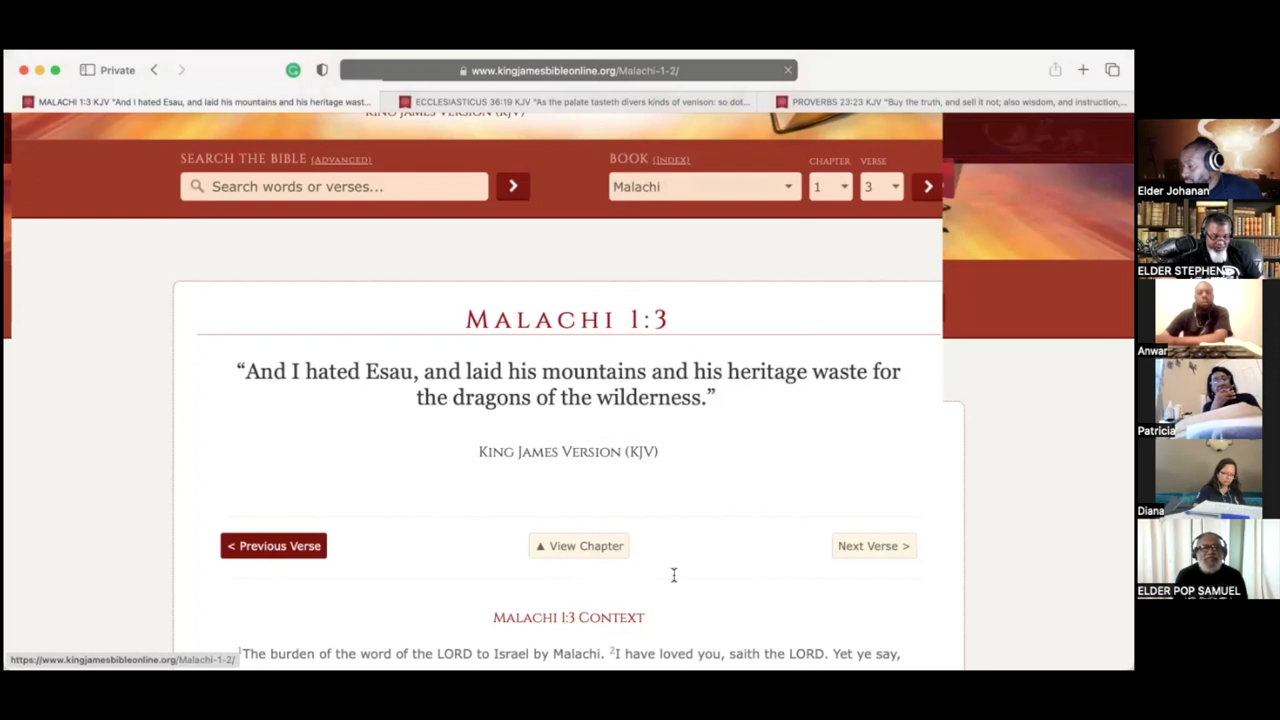 Private
www.kingjamesbibleonline.org/Malachi-1-2/
MALACHI 1:3 KJV "And I hated Esau, and laid his mountains and his heritage wast...
ECCLESIASTICUS 36:19 KJV "As the palate tasteth divers kinds of venison: so dot...
PROVERBS 23:23 KJV "Buy the truth, and sell it not; also wisdom, and instruction,...
KING JAMES VERSION (KJV)
SEARCH THE BIBLE (ADVANCED)
BOOK (INDEX)
CHAPTER
VERSE
Search words or verses...
Malachi
1
3
MALACHI 1:3
“And I hated Esau, and laid his mountains and his heritage waste for
the dragons of the wilderness.”
KING JAMES VERSION (KJV)
< Previous Verse
▲ View Chapter
Next Verse >
MALACHI 1:3 CONTEXT
1The burden of the word of the LORD to Israel by Malachi. 2I have loved you, saith the LORD. Yet ye say,
https://www.kingjamesbibleonline.org/Malachi-1-2/
Elder Johanan
ELDER STEPHEN
Anwar
Patricia
Diana
ELDER POP SAMUEL